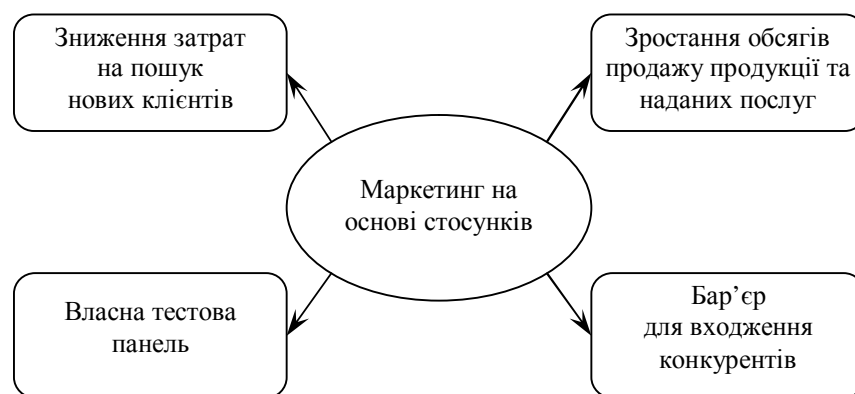 Зниження затрат
на пошук
нових клієнтів
Зростання обсягів
продажу продукції та
наданих послуг
Маркетинг на
основі стосунків
Власна тестова
панель
Бар’єр
для входження
конкурентів